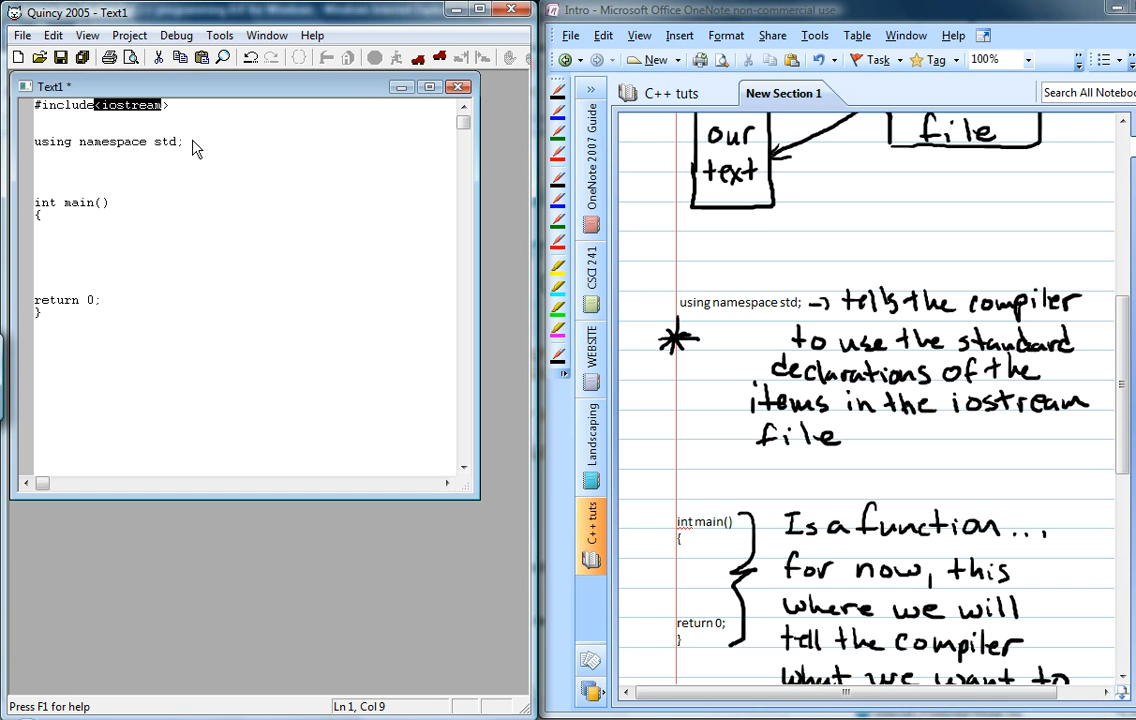 Quincy 2005 - Text1
File Edit View Project Debug Tools Window Help
Text1 *
#include<iostream>
using namespace std;
int main()
{
return 0;
}
Press F1 for help
Ln 1, Col 9
Intro - Microsoft Office OneNote non-commercial use
File Edit View Insert Format Share Tools Table Window Help
New Task Tag 100%
C++ tuts New Section 1 Search All Notebo
OneNote 2007 Guide
CSCI 241
WEBSITE
Landscaping
C++ tuts
our
text
file
using namespace std; -> tells the compiler
to use the standard
declarations of the
items in the iostream
file
int main()
{
return 0;
}
Is a function...
for now, this
where we will
tell the compiler
what we want to